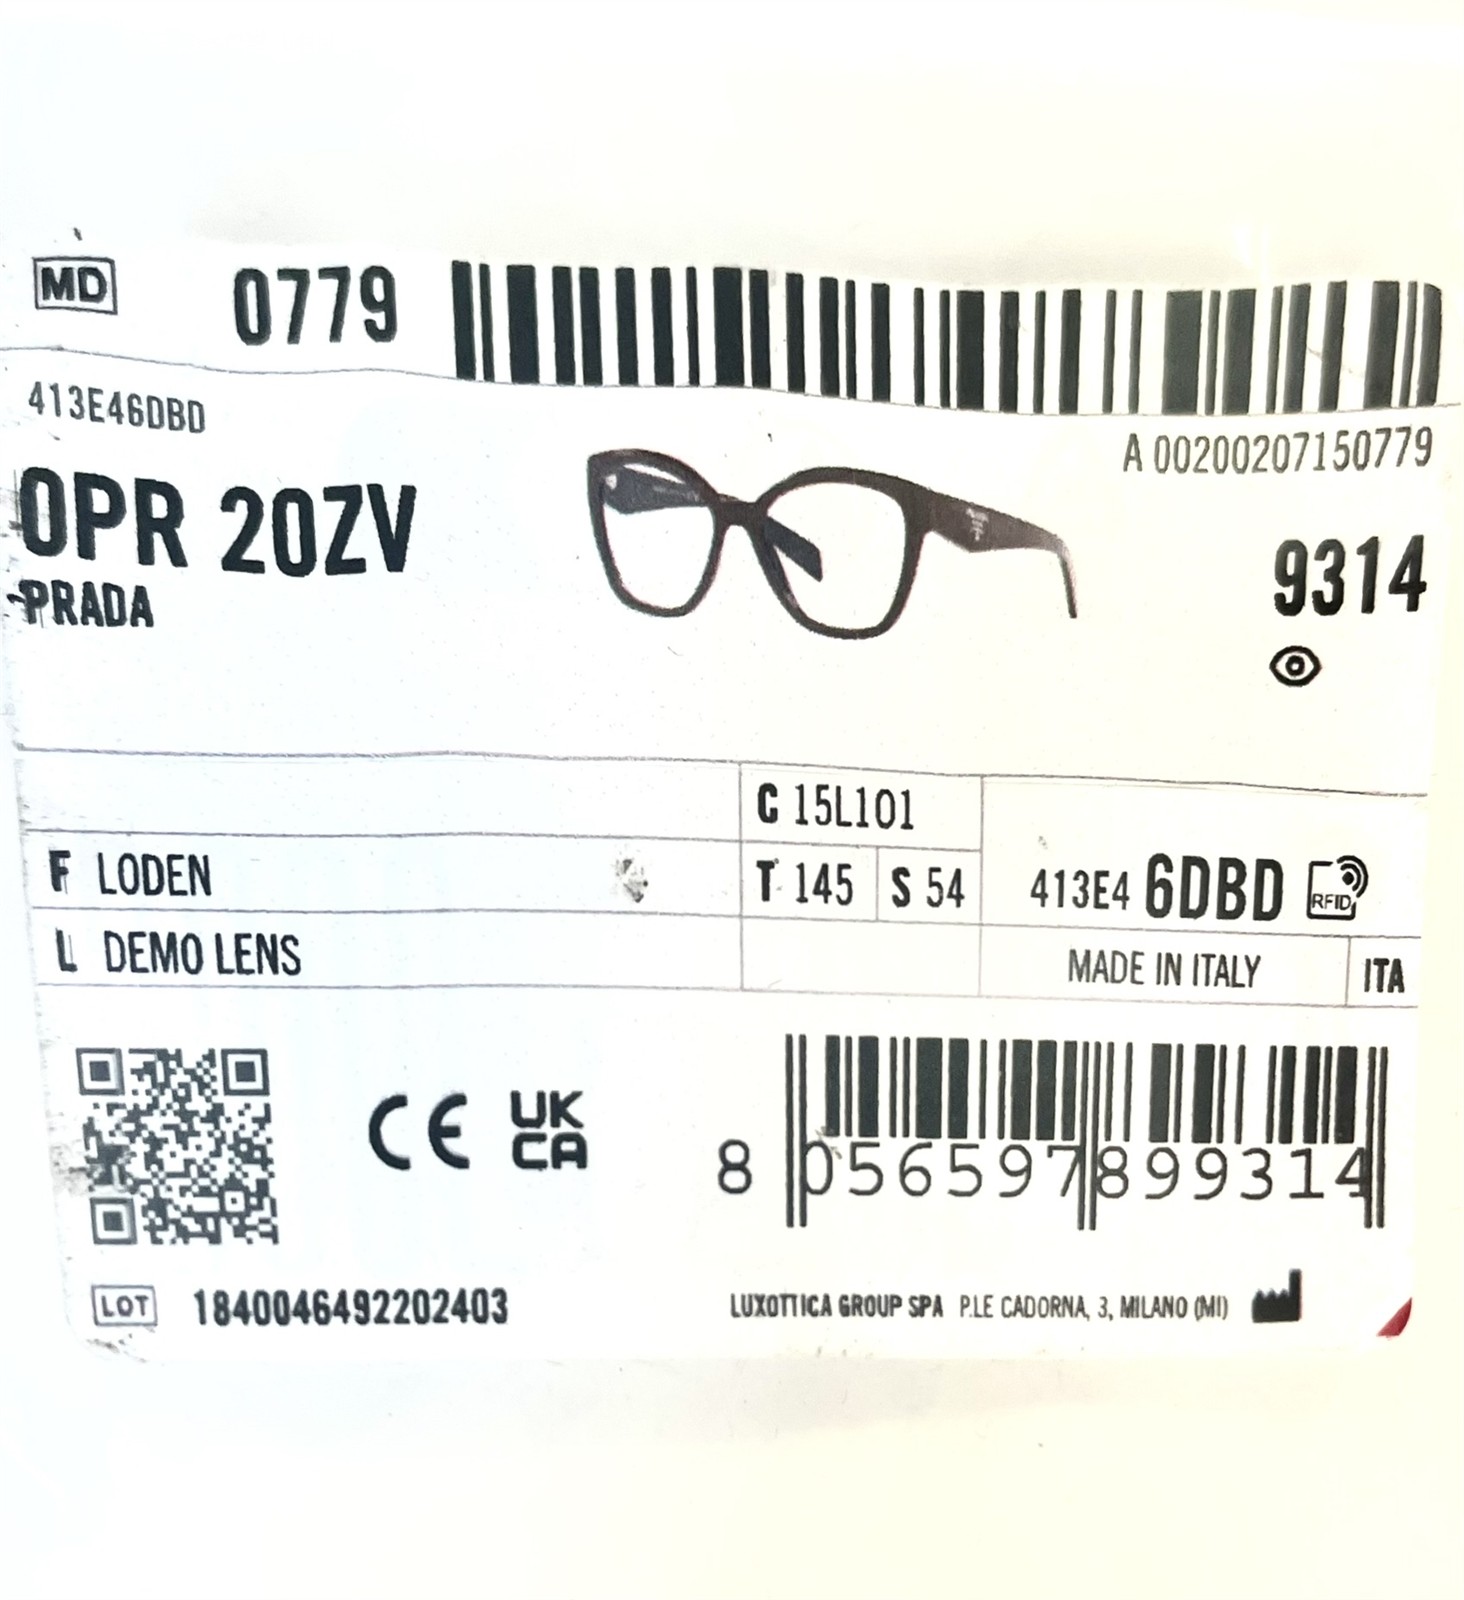 MD 0779
413E46DBD
A 00200207150779
0PR 20ZV
9314
PRADA
C 15L101
F LODEN
T 145 S 54
413E4 6DBD RFID
L DEMO LENS
MADE IN ITALY ITA
CE UK CA
8 056597 899314
LOT 1840046492202403
LUXOTTICA GROUP SPA P.LE CADORNA, 3, MILANO (MI)